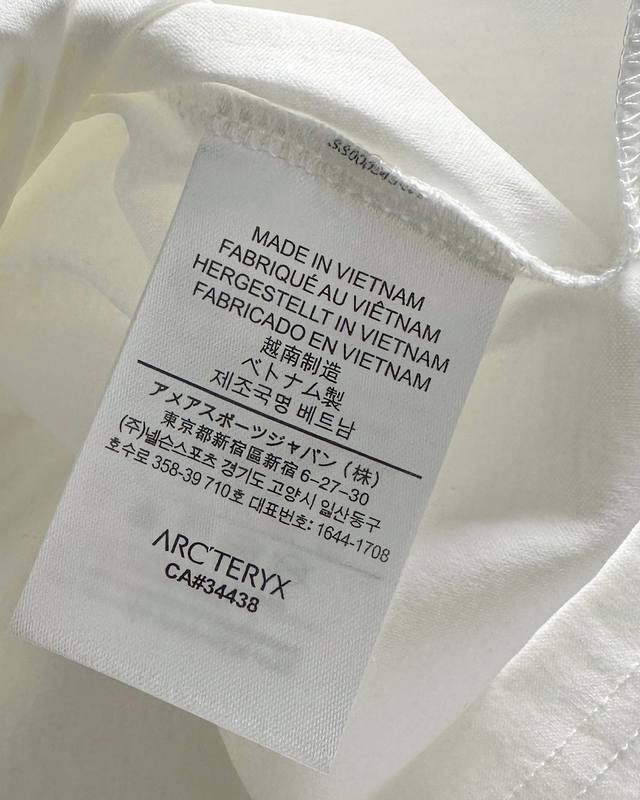 MADE IN VIETNAM
FABRIQUÉ AU VIÊTNAM
HERGESTELLT IN VIETNAM
FABRICADO EN VIETNAM
越南制造
ベトナム製
제조국명 베트남
アメアスポーツジャパン (株)
東京都新宿區新宿 6-27-30
(주)넬슨스포츠 경기도 고양시 일산동구
호수로 358-39 710호 대표번호: 1644-1708
ARC'TERYX
CA#34438